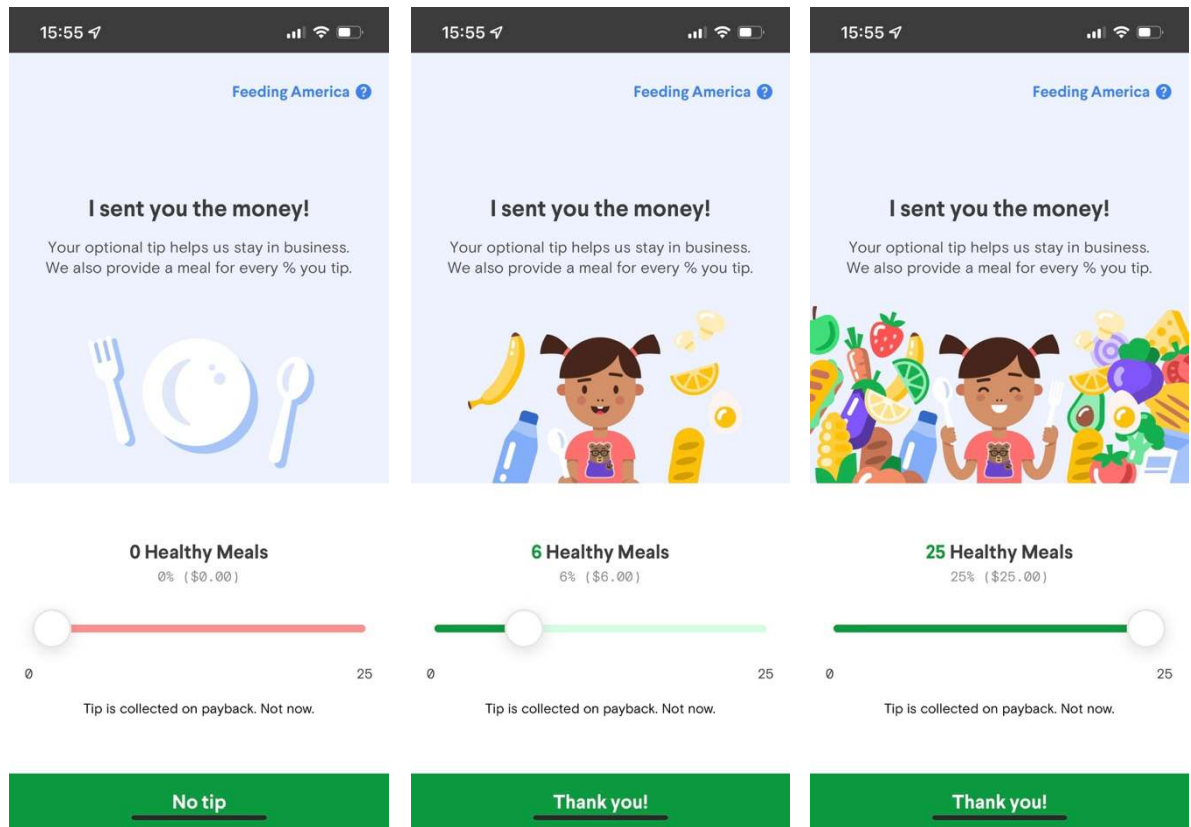 15:55
Feeding America ?
I sent you the money!
Your optional tip helps us stay in business.
We also provide a meal for every % you tip.
0 Healthy Meals
0% ($0.00)
0 25
Tip is collected on payback. Not now.
No tip
15:55
Feeding America ?
I sent you the money!
Your optional tip helps us stay in business.
We also provide a meal for every % you tip.
6 Healthy Meals
6% ($6.00)
0 25
Tip is collected on payback. Not now.
Thank you!
15:55
Feeding America ?
I sent you the money!
Your optional tip helps us stay in business.
We also provide a meal for every % you tip.
25 Healthy Meals
25% ($25.00)
0 25
Tip is collected on payback. Not now.
Thank you!